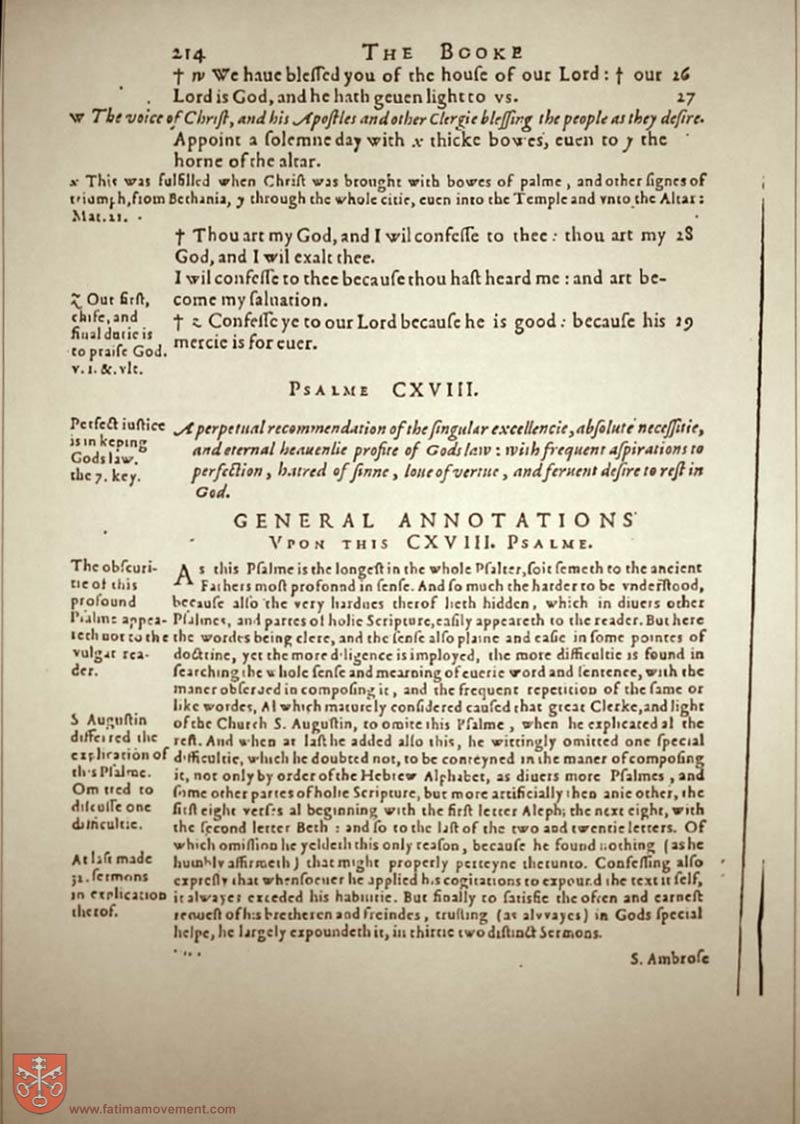 214 THE BOOKE
† w We haue bleſſed you of the houſe of our Lord : † our 26
Lord is God, and he hath geuen light to vs. 27
w The voice of Chriſt, and his Apoſtles and other Clergie bleſſing the people as they deſire.
Appoint a ſolemne day with x thicke bowes, euen to y the
horne of the altar.
x This was fulfilled when Chriſt was brought with bowes of palme, and other ſignes of
triumph, from Bethania, y through the whole citie, euen into the Temple and vnto the Altar:
Mat. 21.
† Thou art my God, and I wil confeſſe to thee : thou art my 28
God, and I wil exalt thee.
I wil confeſſe to thee becauſe thou haſt heard me : and art be-
come my ſaluation.
† z Confeſſe ye to our Lord becauſe he is good : becauſe his 29
mercie is for euer.
z Our firſt,
chife, and
final dutie is
to praiſe God.
v. 1. &. vlt.
PSALME CXVIII.
Perfect iuſtice
is in keping
Gods law.
the 7. key.
A perpetual recommendation of the ſingular excellencie, abſolute neceſſitie,
and eternal heauenlie profite of Gods law : with frequent aſpirations to
perfection, hatred of ſinne, loue of vertue, and feruent deſire to reſt in
God.
GENERAL ANNOTATIONS
VPON THIS CXVIII. PSALME.
The obſcuri-
tie of this
profound
Pſalme appea-
reth not to the
vulgar rea-
der.
S Auguſtin
differred the
explication of
this Pſalme.
Omitted to
diſcuſſe one
difficultie.
At laſt made
32. ſermons
in explication
therof.
As this Pſalme is the longeſt in the whole Pſalter, ſo it ſemeth to the ancient
Fathers moſt profound in ſenſe. And ſo much the harder to be vnderſtood,
becauſe alſo the very hardnes therof lieth hidden, which in diuers other
Pſalmes, and partes of holie Scripture, eaſily appeareth to the reader. But here
the wordes being clere, and the ſenſe alſo plaine and eaſie in ſome pointes of
doctrine, yet the more diligence is imployed, the more difficultie is found in
ſearching the whole ſenſe and meaning of euerie word and ſentence, with the
maner obſerued in compoſing it, and the frequent repetition of the ſame or
like wordes, Al which maturely conſidered cauſed that great Clerke, and light
of the Church S. Auguſtin, to omite this Pſalme, when he explicated al the
reſt. And when at laſt he added alſo this, he wittingly omitted one ſpecial
difficultie, which he doubted not, to be conteyned in the maner of compoſing
it, not only by order of the Hebrew Alphabet, as diuers more Pſalmes, and
ſome other partes of holie Scripture, but more artificially then anie other, the
firſt eight verſes al beginning with the firſt letter Aleph; the next eight, with
the ſecond letter Beth : and ſo to the laſt of the two and twentie letters. Of
which omiſſion he yeldeth this only reaſon, becauſe he found nothing (as he
humbly affirmeth) that might properly perteyne therunto. Confeſſing alſo
expreſly that whenſoeuer he applied his cogitations to expound the text it ſelf,
it alwayes exceded his habilitie. But finally to ſatisfie the often and earneſt
requeſt of his bretheren and freindes, truſting (as alvvayes) in Gods ſpecial
helpe, he largely expoundeth it, in thirtie two diſtinct Sermons.
S. Ambroſe
www.fatimamovement.com